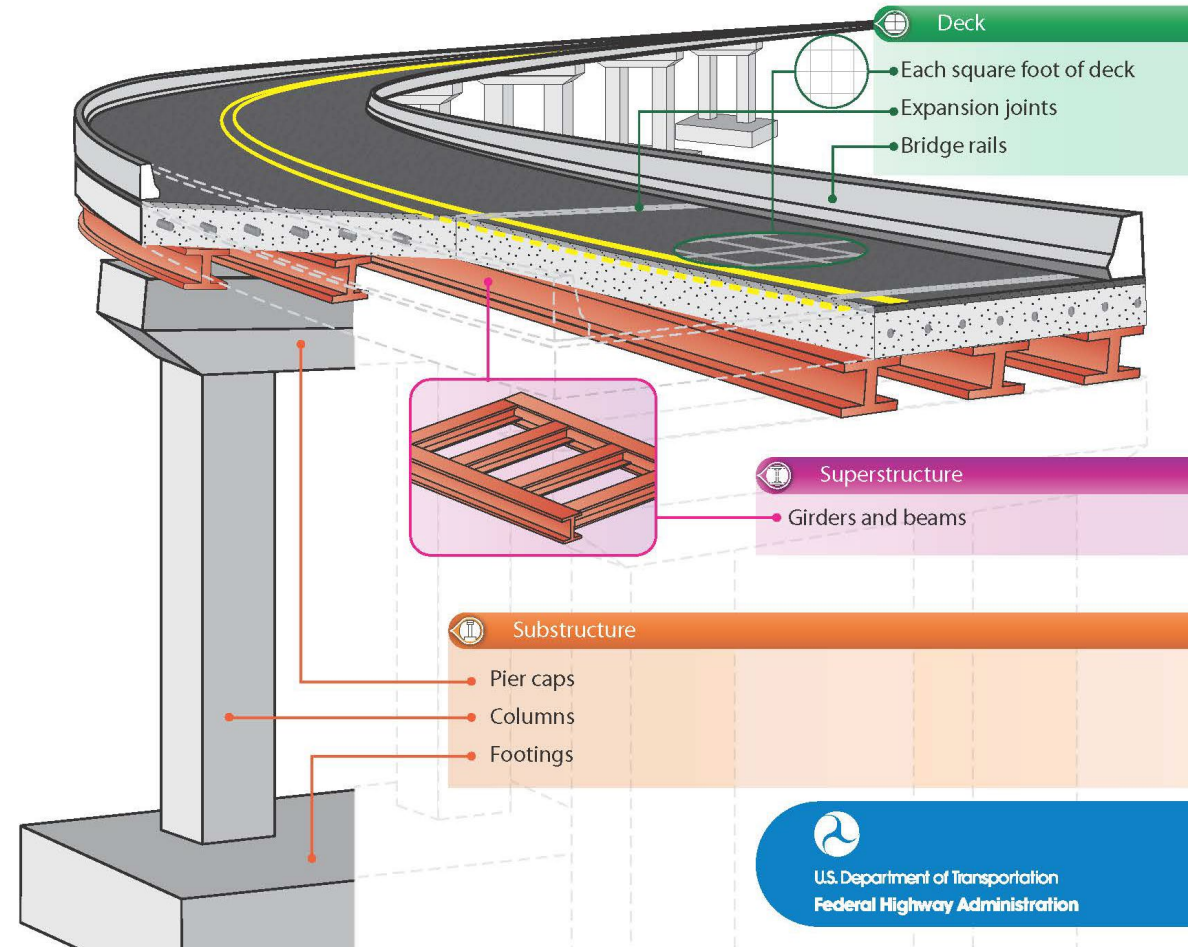 Deck
Each square foot of deck
Expansion joints
Bridge rails
Superstructure
Girders and beams
Substructure
Pier caps
Columns
Footings
U.S. Department of Transportation
Federal Highway Administration